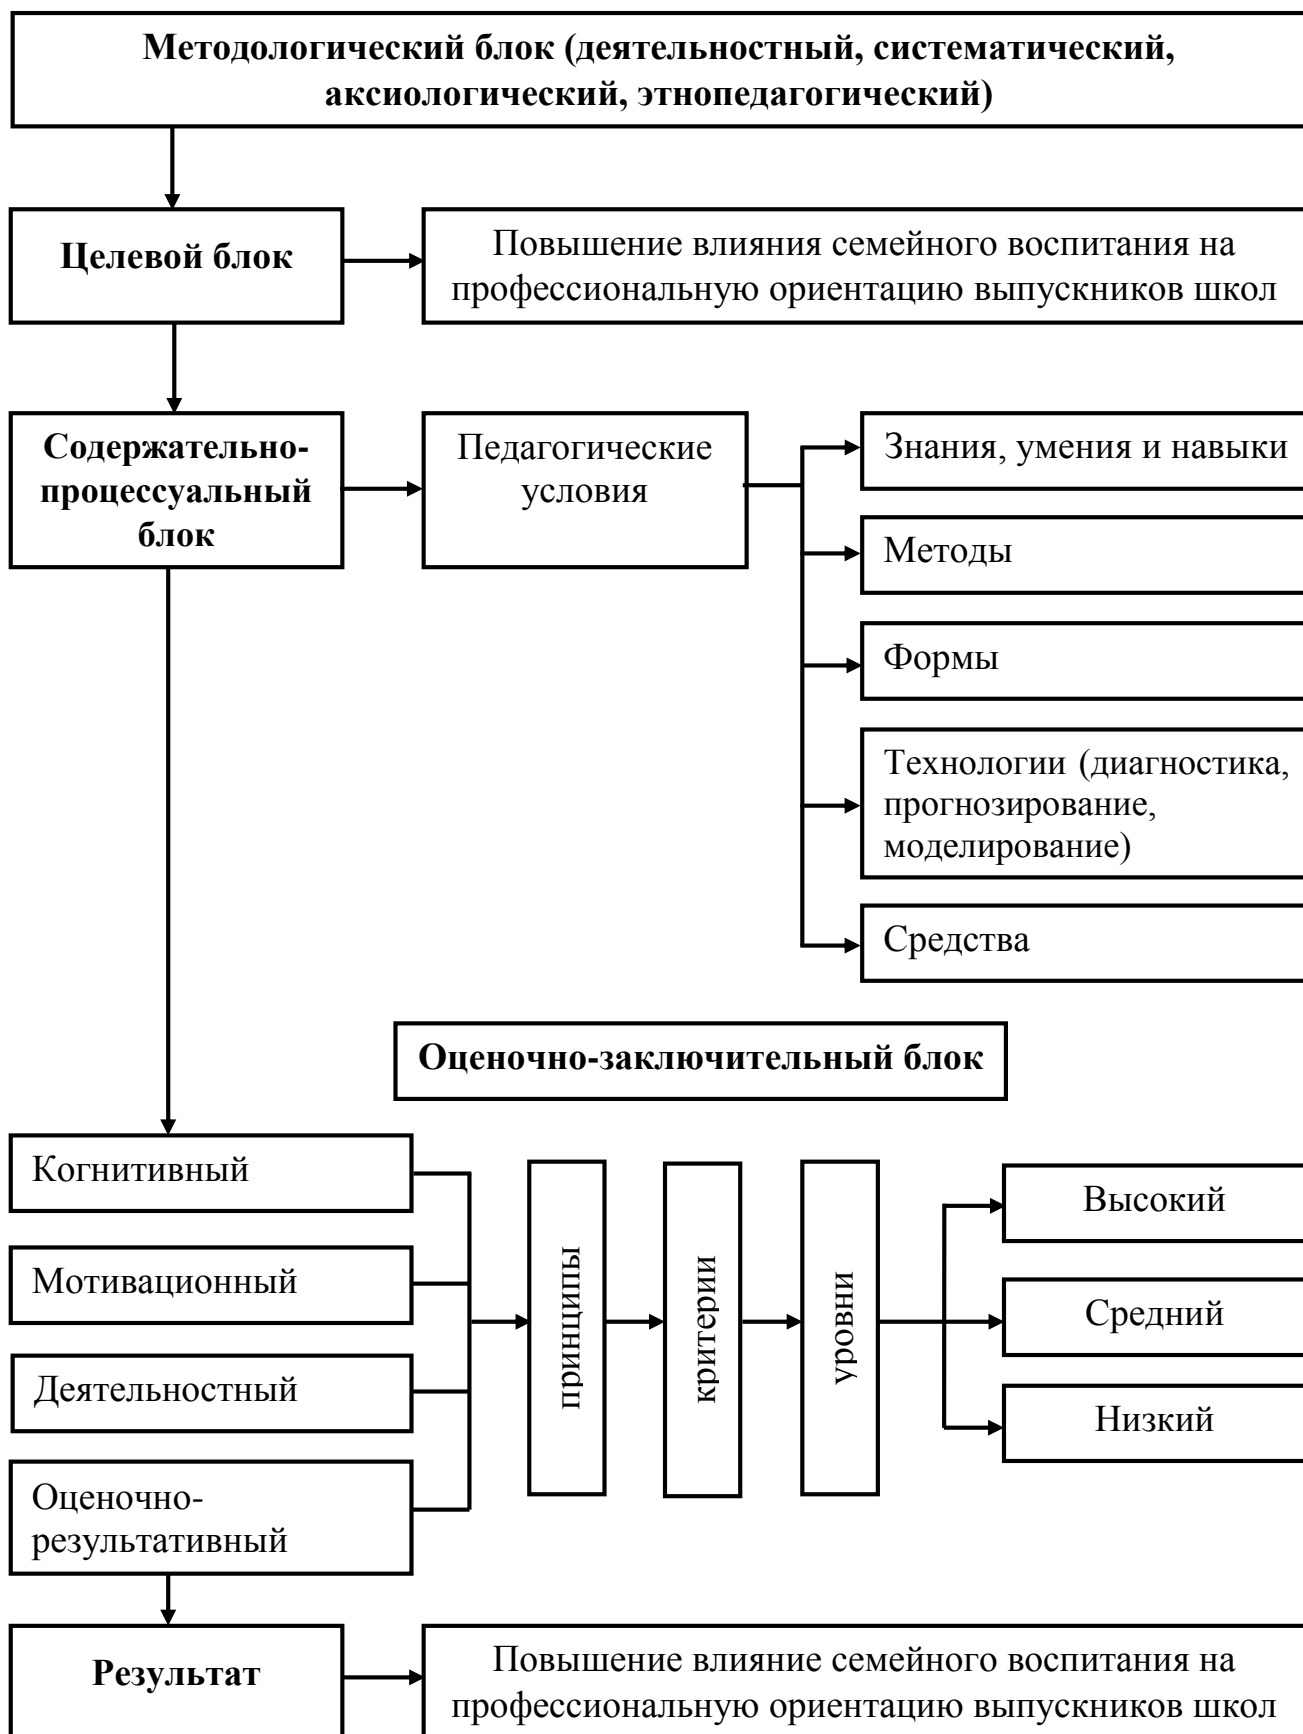 Методологический блок (деятельностный, систематический,
аксиологический, этнопедагогический)
Целевой блок
Повышение влияния семейного воспитания на
профессиональную ориентацию выпускников школ
Содержательно-
процессуальный
блок
Педагогические
условия
Знания, умения и навыки
Методы
Формы
Технологии (диагностика,
прогнозирование,
моделирование)
Средства
Оценочно-заключительный блок
Когнитивный
Мотивационный
Деятельностный
Оценочно-
результативный
принципы
критерии
уровни
Высокий
Средний
Низкий
Результат
Повышение влияние семейного воспитания на
профессиональную ориентацию выпускников школ